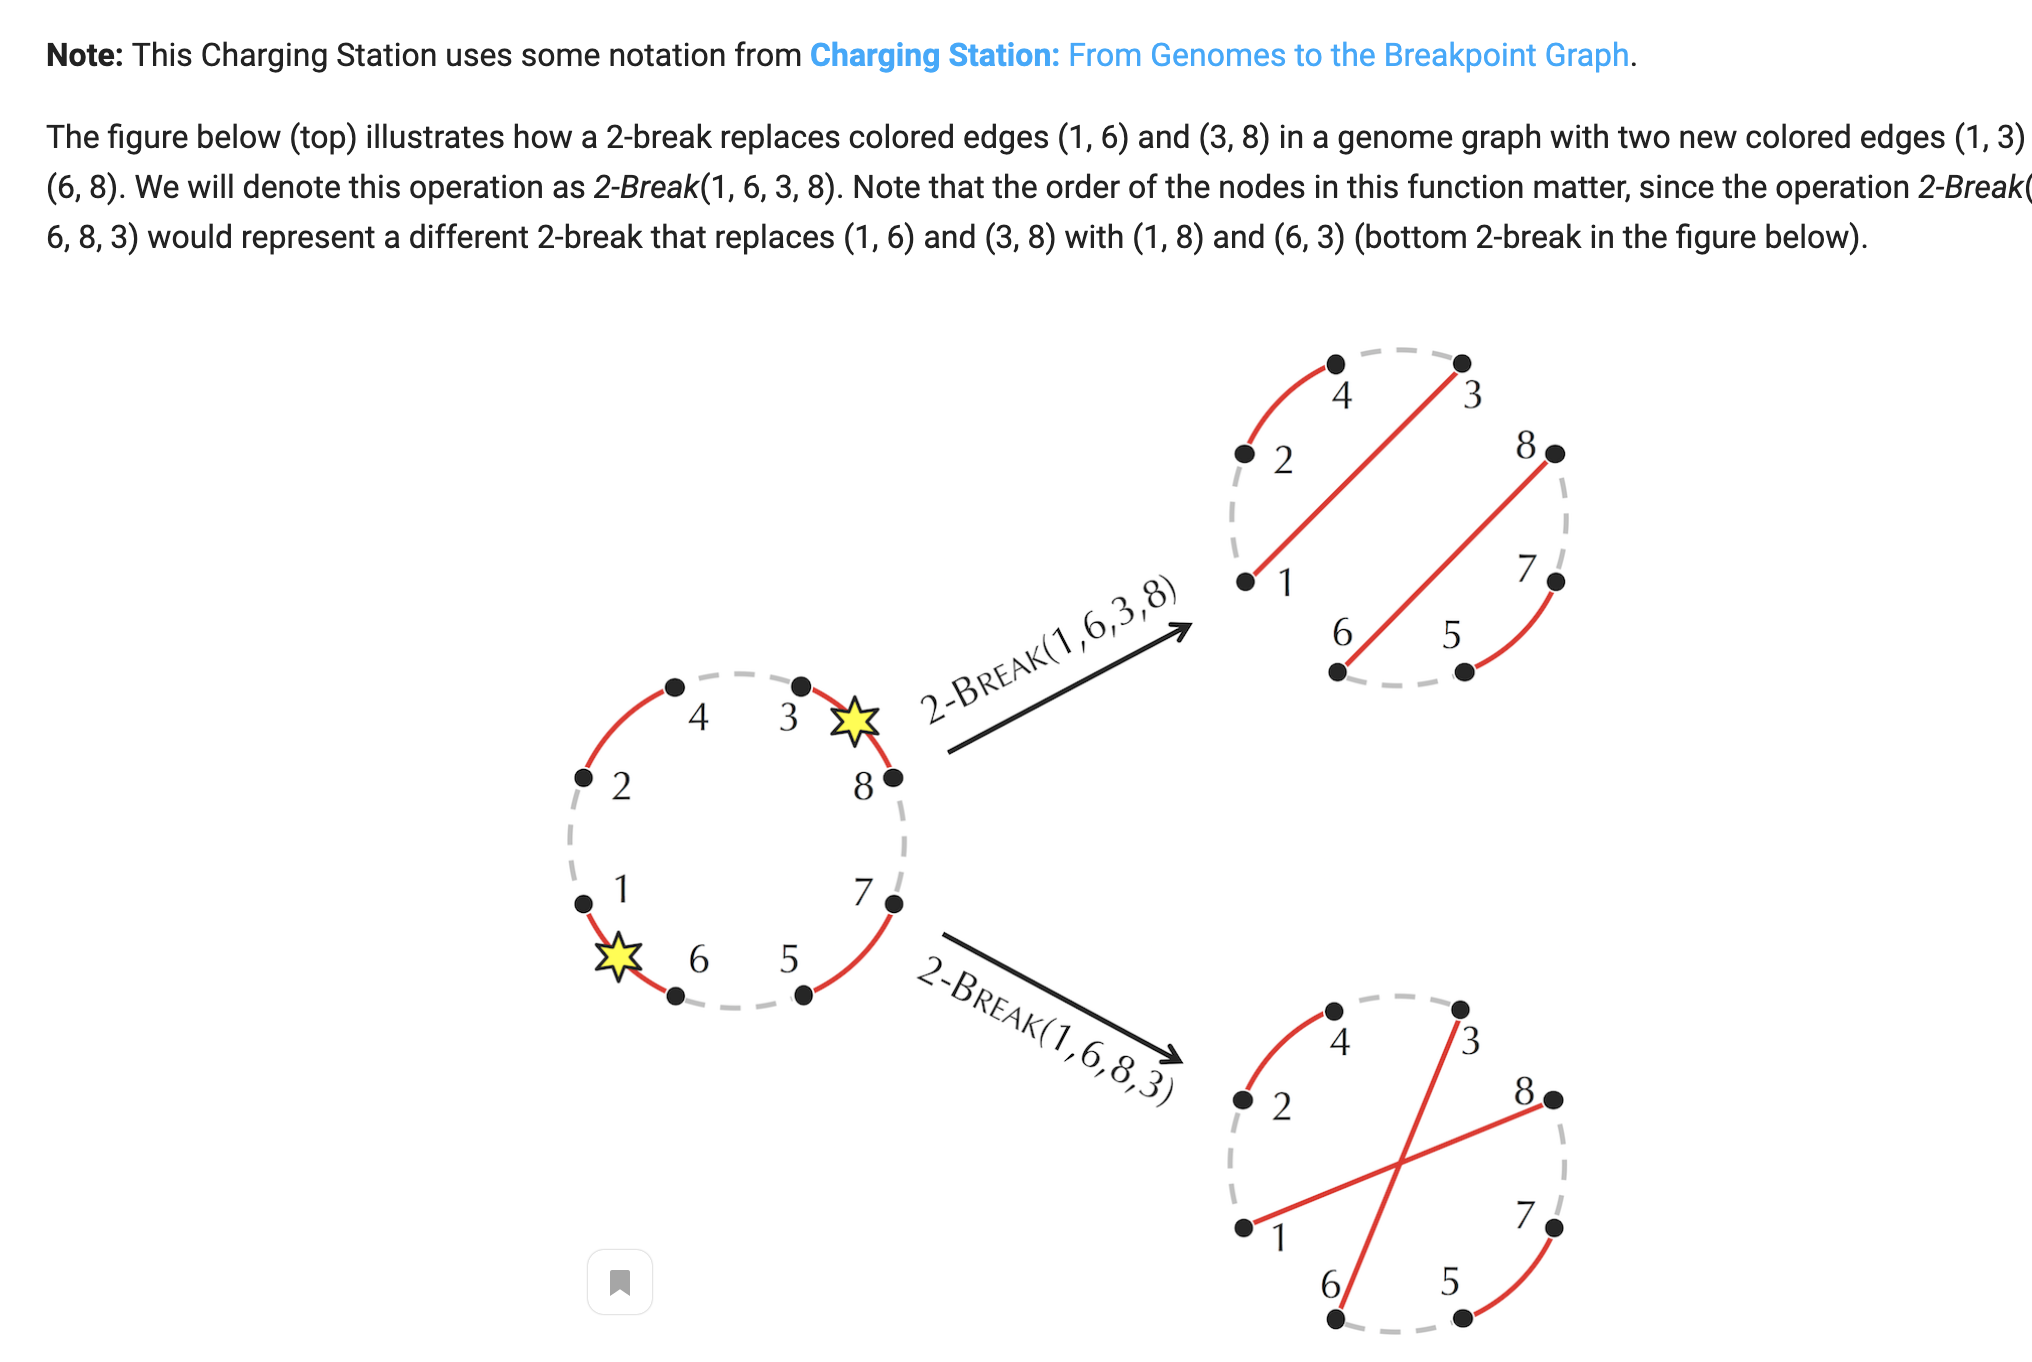 Note: This Charging Station uses some notation from Charging Station: From Genomes to the Breakpoint Graph.
The figure below (top) illustrates how a 2-break replaces colored edges (1, 6) and (3, 8) in a genome graph with two new colored edges (1, 3)
(6, 8). We will denote this operation as 2-Break(1, 6, 3, 8). Note that the order of the nodes in this function matter, since the operation 2-Break(
6, 8, 3) would represent a different 2-break that replaces (1, 6) and (3, 8) with (1, 8) and (6, 3) (bottom 2-break in the figure below).
4 3
2 8
1 7
6 5
2-BREAK(1,6,3,8)
4 3
2 8
1 7
6 5
2-BREAK(1,6,8,3)
4 3
2 8
1 7
6 5